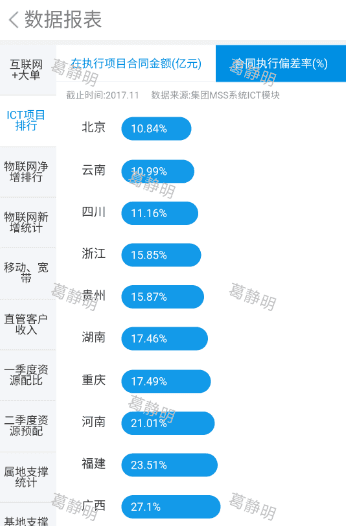 数据报表
互联网
+大单
ICT项目
排行
物联网净
增排行
物联网新
增统计
移动、宽
带
直管客户
收入
一季度资
源配比
二季度资
源预配
属地支撑
统计
基地支撑
在执行项目合同金额(亿元)
合同执行偏差率(%)
截止时间:2017.11 数据来源:集团MSS系统ICT模块
北京 10.84%
云南 10.99%
四川 11.16%
浙江 15.85%
贵州 15.87%
湖南 17.46%
重庆 17.49%
河南 21.01%
福建 23.51%
广西 27.1%
葛静明
葛静明
葛静明
葛静明
葛静明
葛静明
葛静明
葛静明